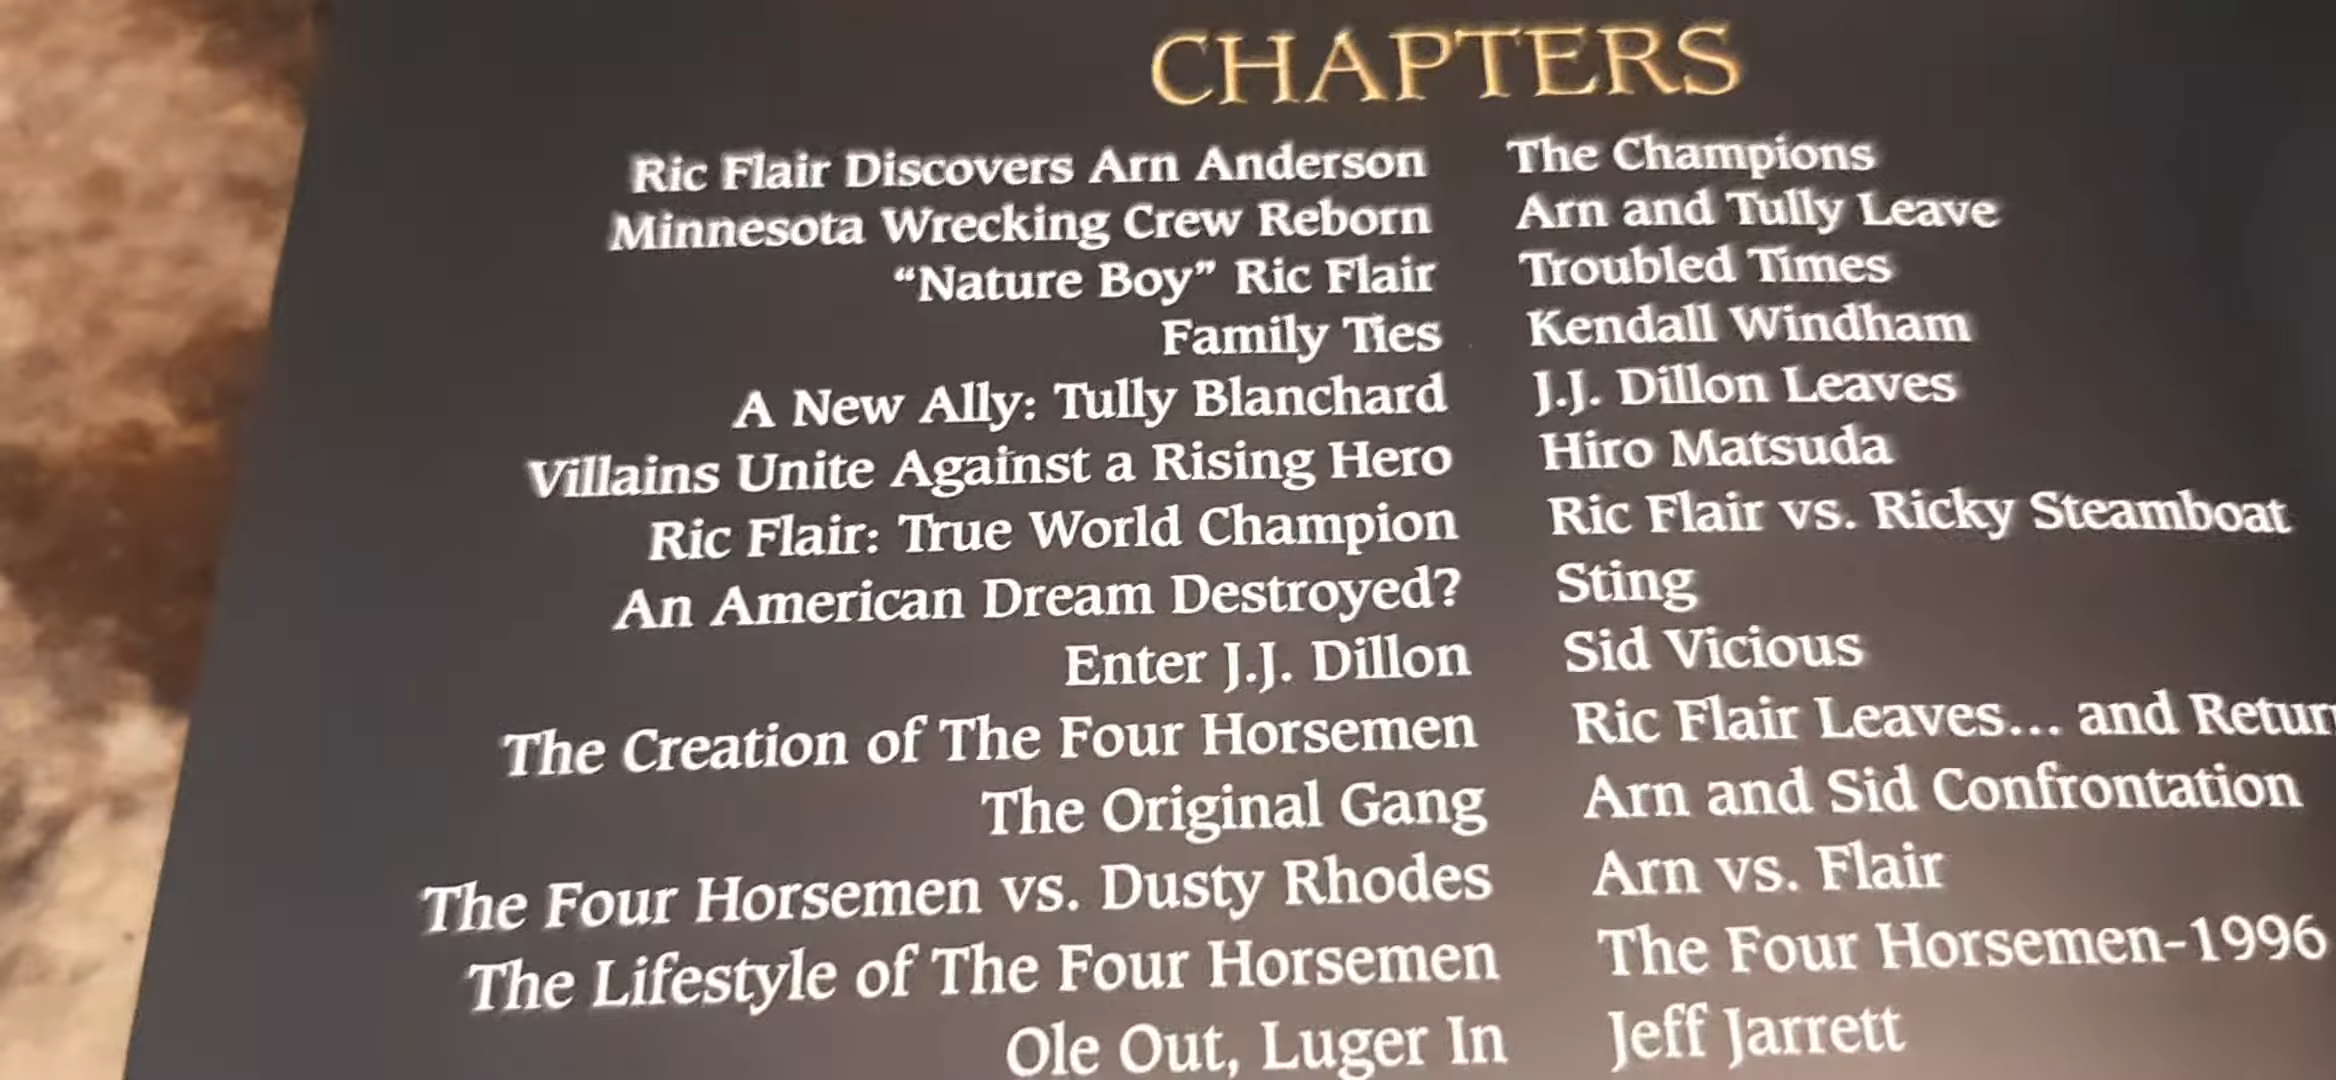 CHAPTERS
Ric Flair Discovers Arn Anderson
Minnesota Wrecking Crew Reborn
“Nature Boy” Ric Flair
Family Ties
A New Ally: Tully Blanchard
Villains Unite Against a Rising Hero
Ric Flair: True World Champion
An American Dream Destroyed?
Enter J.J. Dillon
The Creation of The Four Horsemen
The Original Gang
The Four Horsemen vs. Dusty Rhodes
The Lifestyle of The Four Horsemen
Ole Out, Luger In
The Champions
Arn and Tully Leave
Troubled Times
Kendall Windham
J.J. Dillon Leaves
Hiro Matsuda
Ric Flair vs. Ricky Steamboat
Sting
Sid Vicious
Ric Flair Leaves... and Return
Arn and Sid Confrontation
Arn vs. Flair
The Four Horsemen-1996
Jeff Jarrett